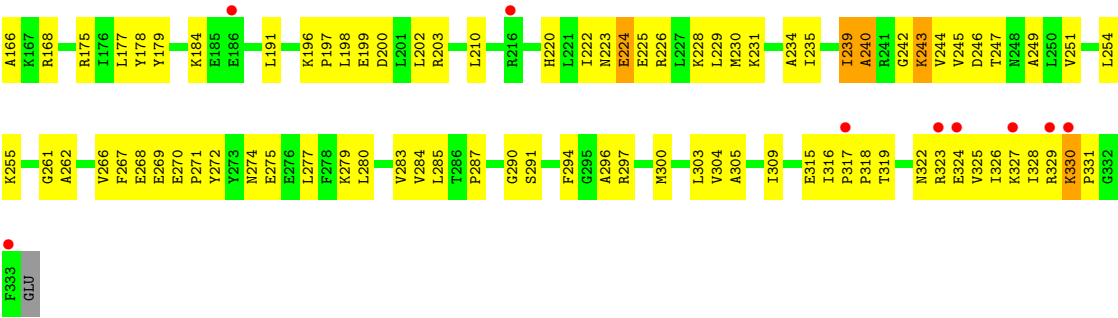 A166 K167 R168 R175 I176 L177 Y178 Y179 K184 E185 E186 L191 K196 P197 L198 E199 D200 L201 L202 R203 L210 R216 H220 L221 I222 N223 E224 E225 R226 L227 K228 L229 M230 K231 A234 I235 I239 A240 R241 G242 K243 V244 V245 D246 T247 N248 A249 L250 V251 L254
K255 G261 A262 V266 F267 E268 E269 E270 P271 Y272 Y273 N274 E275 E276 L277 F278 K279 L280 V283 V284 L285 T286 P287 G290 S291 F294 G295 A296 R297 M300 L303 V304 A305 I309 E315 I316 P317 P318 T319 N322 R323 E324 V325 I326 K327 I328 R329 K330 P331 G332
F333 GLU